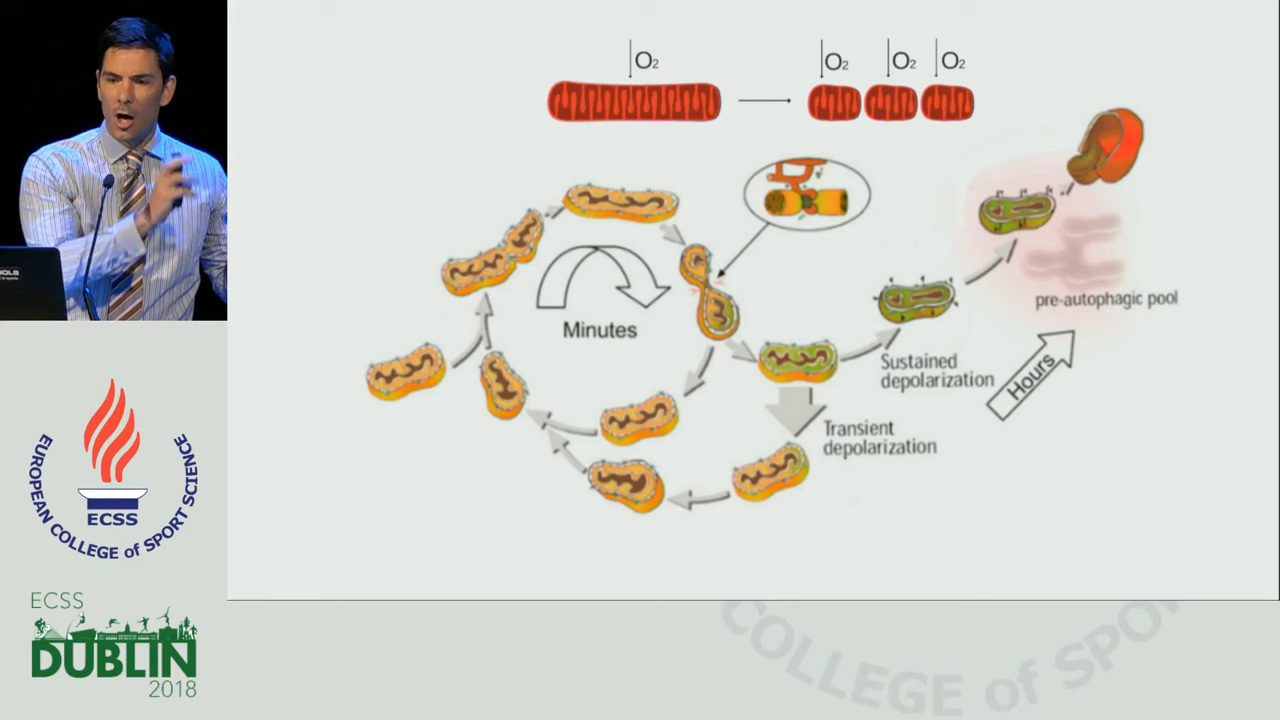 O₂
O₂ O₂ O₂
Minutes
pre-autophagic pool
Sustained
depolarization
Hours
Transient
depolarization
EUROPEAN COLLEGE of SPORT SCIENCE
ECSS
ECSS
DUBLIN
2018
COLLEGE of SPOR